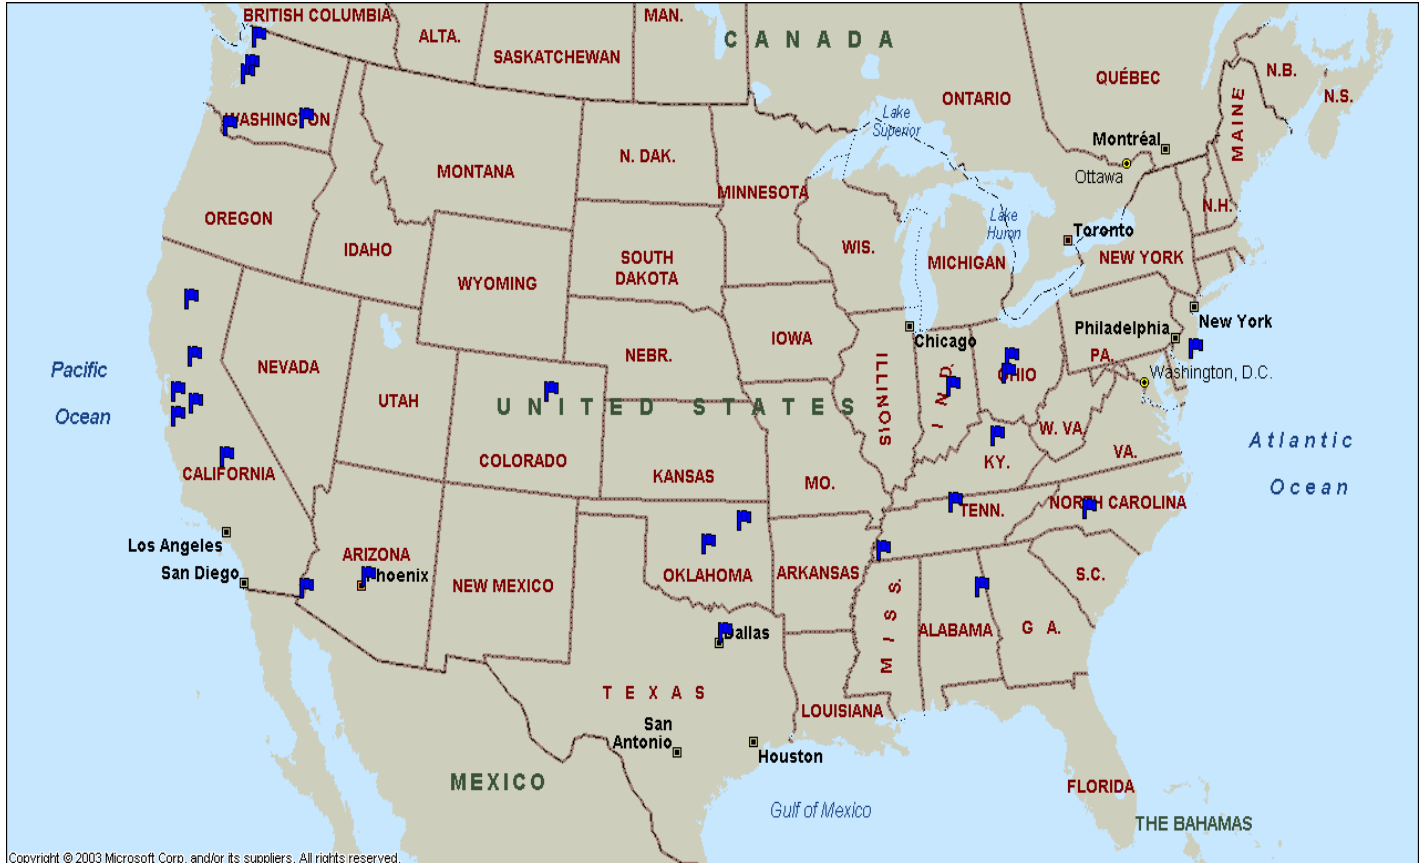 BRITISH COLUMBIA
ALTA.
SASKATCHEWAN
MAN.
C A N A D A
ONTARIO
QUÉBEC
N.B.
N.S.
MAINE
Lake
Superior
Montréal
Ottawa
WASHINGTON
MONTANA
N. DAK.
MINNESOTA
OREGON
IDAHO
WYOMING
SOUTH
DAKOTA
WIS.
MICHIGAN
Lake
Huron
Toronto
NEW YORK
N.H.
New York
Philadelphia
PA.
Washington, D.C.
Pacific
Ocean
NEVADA
UTAH
NEBR.
IOWA
Chicago
ILLINOIS
I N D.
OHIO
U N I T E D S T A T E S
COLORADO
KANSAS
MO.
KY.
W. VA.
VA.
Atlantic
Ocean
CALIFORNIA
Los Angeles
San Diego
ARIZONA
Phoenix
NEW MEXICO
OKLAHOMA
ARKANSAS
TENN.
NORTH CAROLINA
S.C.
M I S S.
ALABAMA
G A.
Dallas
T E X A S
LOUISIANA
San
Antonio
Houston
MEXICO
Gulf of Mexico
FLORIDA
THE BAHAMAS
Copyright © 2003 Microsoft Corp. and/or its suppliers. All rights reserved.